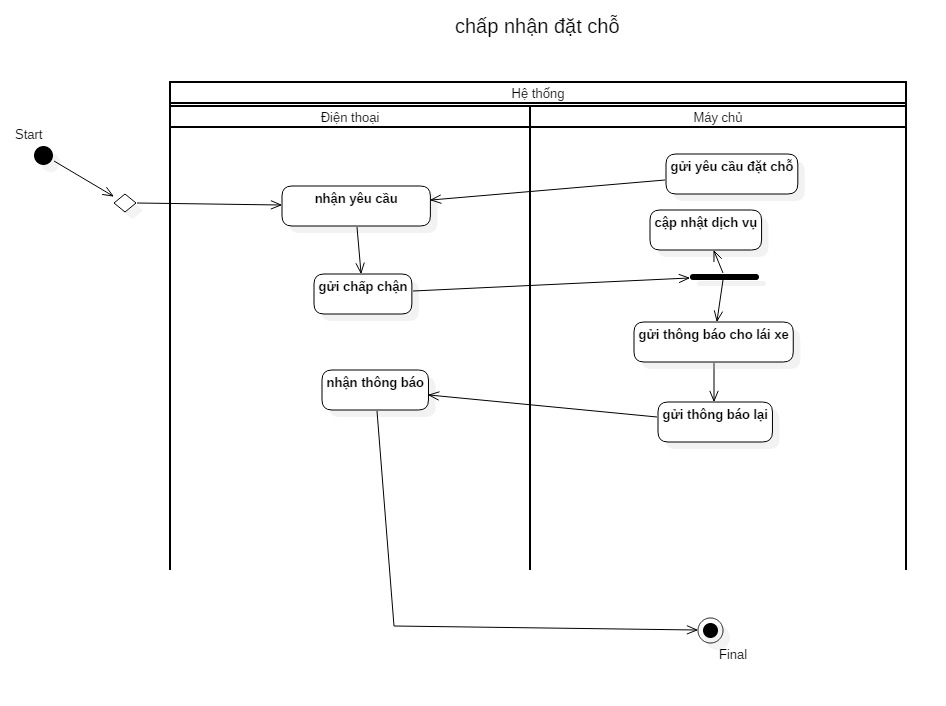 chấp nhận đặt chỗ
Hệ thống
Điện thoại
Máy chủ
Start
gửi yêu cầu đặt chỗ
nhận yêu cầu
cập nhật dịch vụ
gửi chấp chận
gửi thông báo cho lái xe
nhận thông báo
gửi thông báo lại
Final